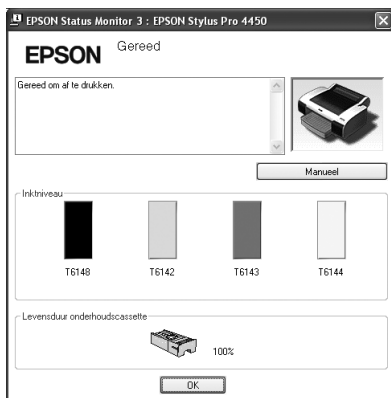 EPSON Status Monitor 3 : EPSON Stylus Pro 4450
EPSON
Gereed
Gereed om af te drukken.
Manueel
Inktniveau
T6148 T6142 T6143 T6144
Levensduur onderhoudscassette
100%
OK